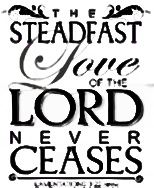 THE
STEADFAST
Love
OF THE
LORD
NEVER
CEASES